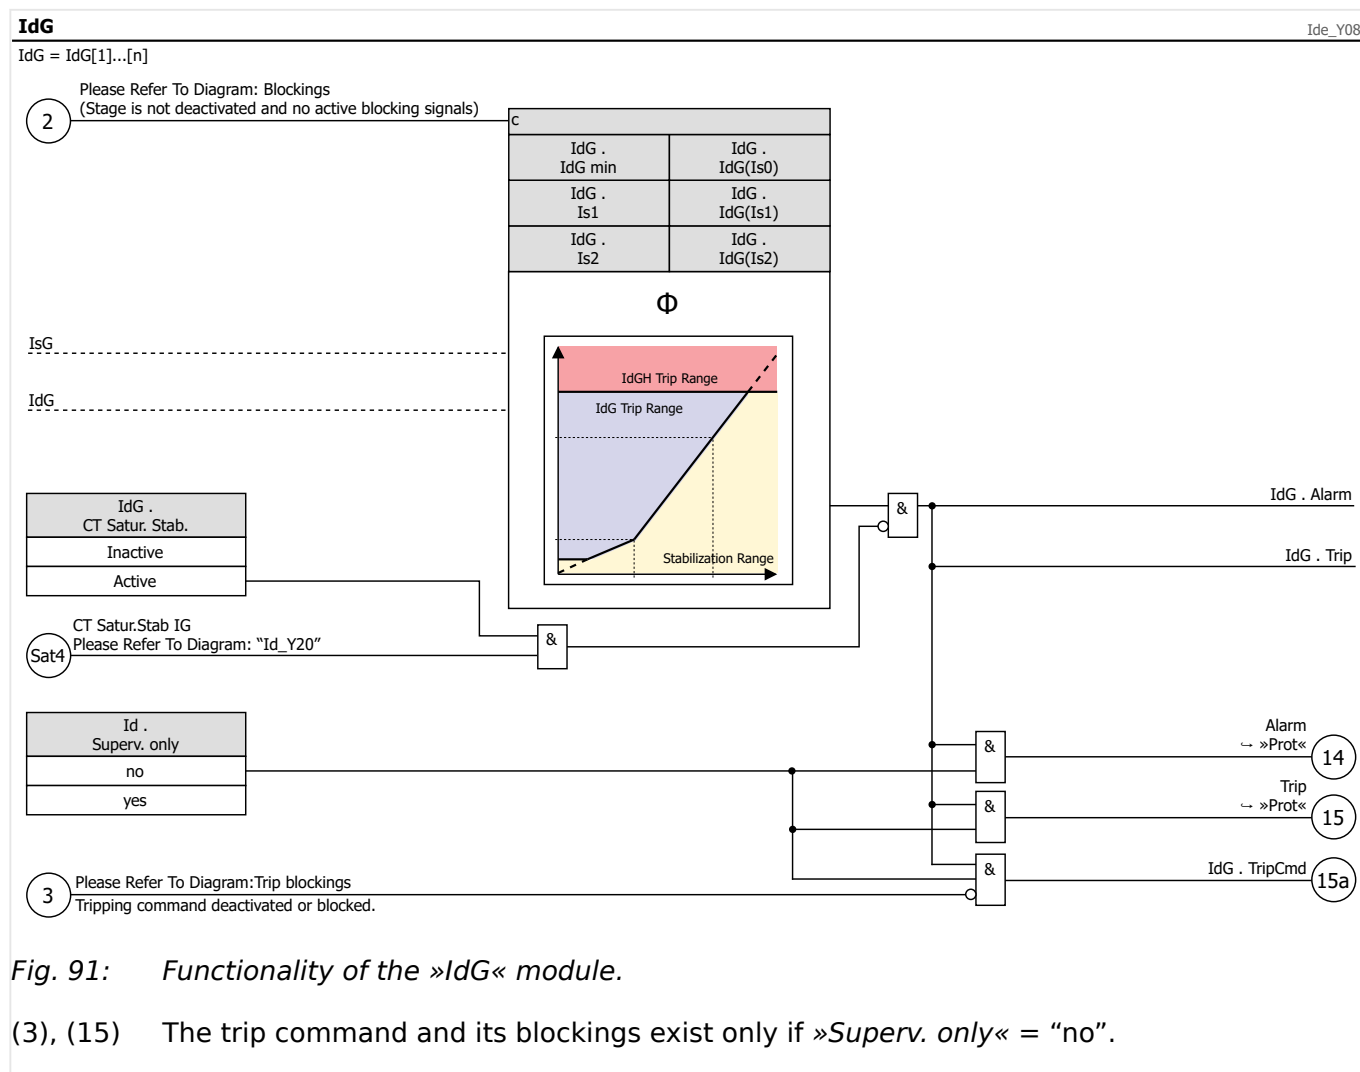 IdG
Ide_Y08
IdG = IdG[1]...[n]
Please Refer To Diagram: Blockings
(Stage is not deactivated and no active blocking signals)
2
c
IdG .
IdG min
IdG .
IdG(Is0)
IdG .
Is1
IdG .
IdG(Is1)
IdG .
Is2
IdG .
IdG(Is2)
Φ
IsG
IdG
IdGH Trip Range
IdG Trip Range
Stabilization Range
IdG .
CT Satur. Stab.
Inactive
Active
&
IdG . Alarm
IdG . Trip
CT Satur.Stab IG
Please Refer To Diagram: “Id_Y20”
Sat4
&
Id .
Superv. only
no
yes
&
Alarm
↪ »Prot«
14
&
Trip
↪ »Prot«
15
&
IdG . TripCmd
15a
3
Please Refer To Diagram:Trip blockings
Tripping command deactivated or blocked.
Fig. 91: Functionality of the »IdG« module.
(3), (15) The trip command and its blockings exist only if »Superv. only« = “no”.